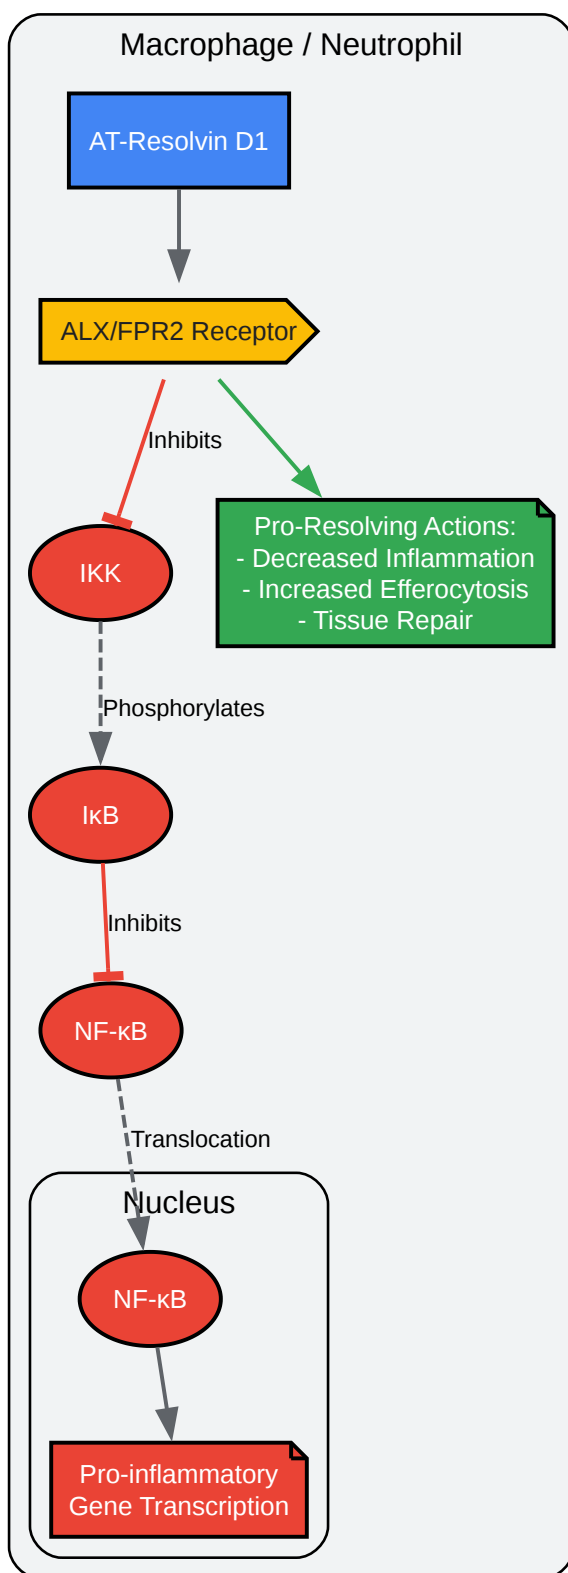 Macrophage / Neutrophil
AT-Resolvin D1
ALX/FPR2 Receptor
Inhibits
Pro-Resolving Actions:
- Decreased Inflammation
- Increased Efferocytosis
- Tissue Repair
IKK
Phosphorylates
IκB
Inhibits
NF-κB
Translocation
Nucleus
NF-κB
Pro-inflammatory
Gene Transcription